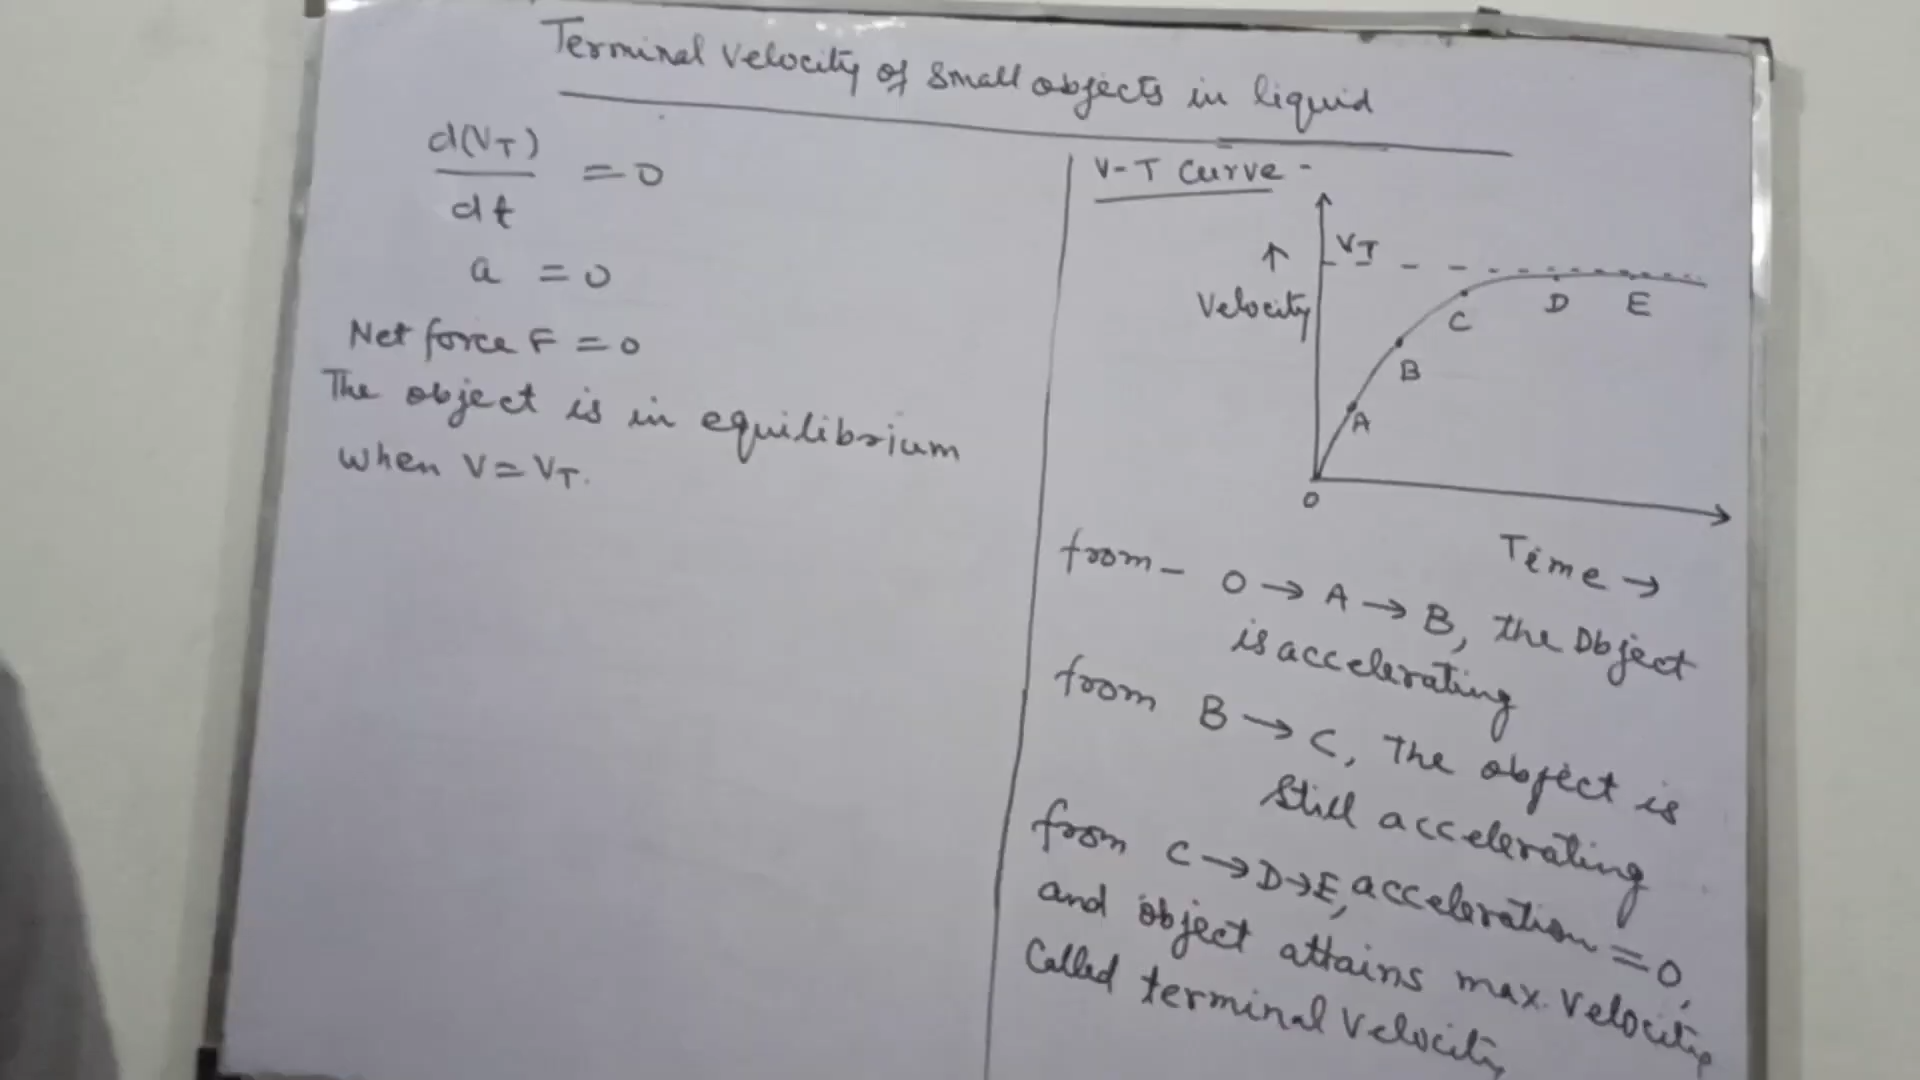 Terminal Velocity of small objects in liquid
d(VT)
dt
= 0
a = 0
Net force F = 0
The object is in equilibrium
when V = VT.
V-T Curve -
VT
↑
Velocity
A
B
C
D
E
O
Time →
from - O → A → B, the Object
is accelerating
from B → C, The object is
Still accelerating
from C → D → E, acceleration = 0,
and object attains max. Velocity
Called terminal Velocity